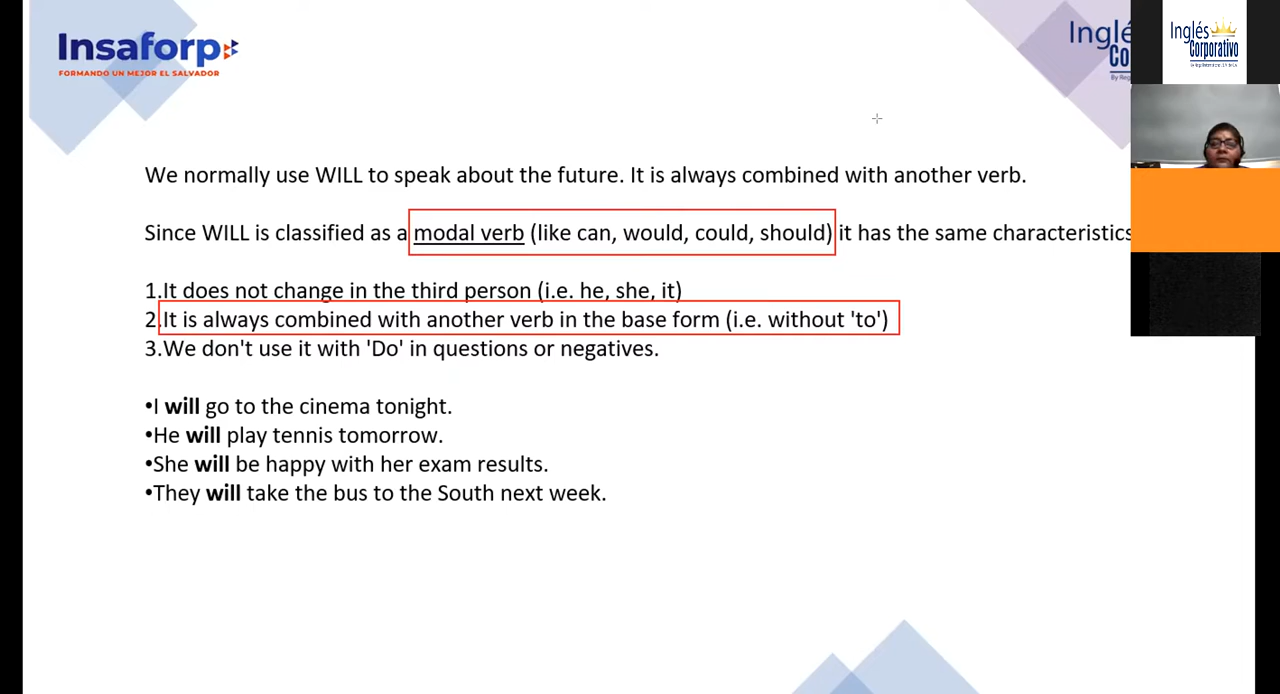 Insaforp
FORMANDO UN MEJOR EL SALVADOR
Inglés
Corporativo
We normally use WILL to speak about the future. It is always combined with another verb.
Since WILL is classified as a modal verb (like can, would, could, should) it has the same characteristics
1.It does not change in the third person (i.e. he, she, it)
2.It is always combined with another verb in the base form (i.e. without 'to')
3.We don't use it with 'Do' in questions or negatives.
•I will go to the cinema tonight.
•He will play tennis tomorrow.
•She will be happy with her exam results.
•They will take the bus to the South next week.